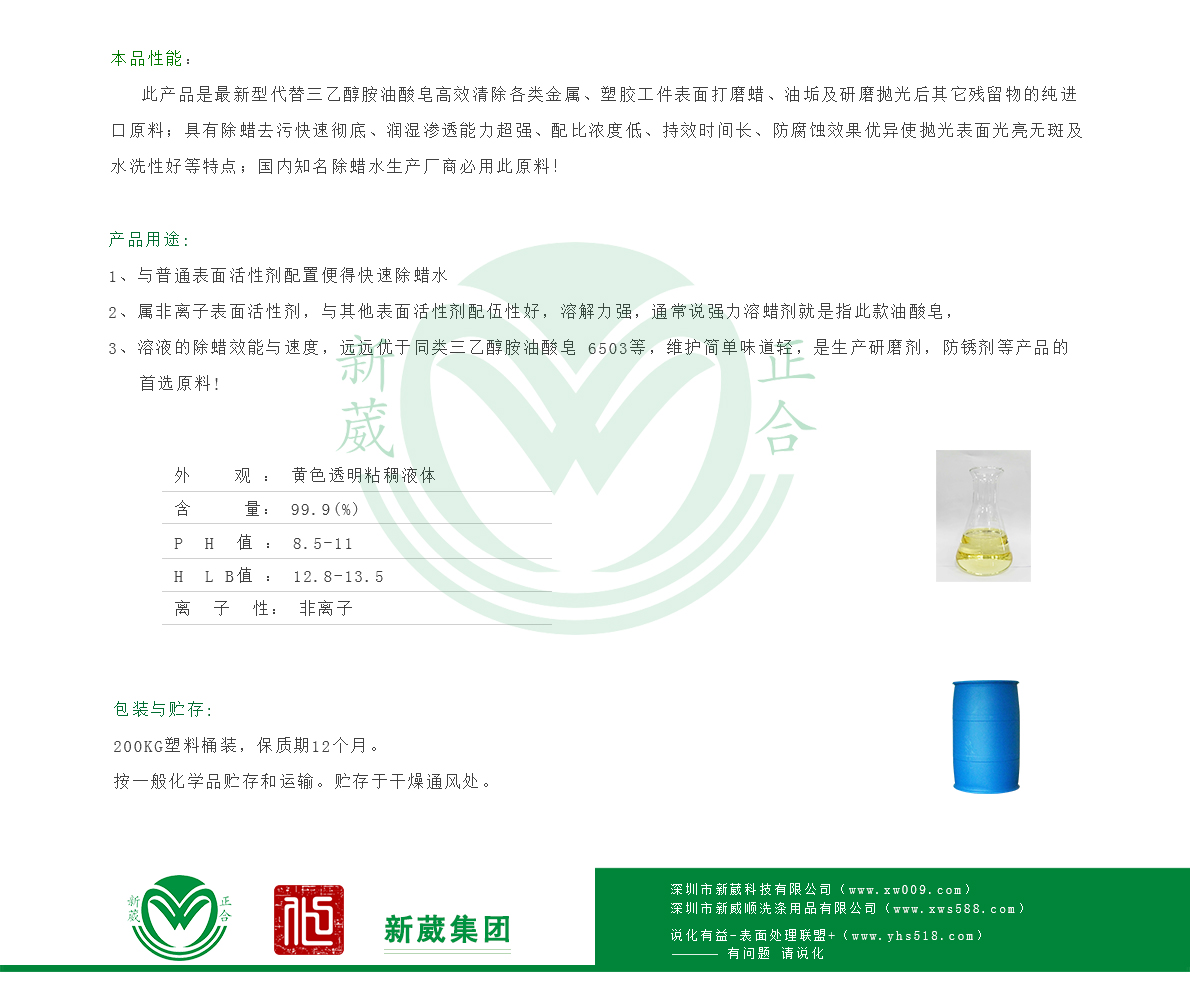 本品性能：
此产品是最新型代替三乙醇胺油酸皂高效清除各类金属、塑胶工件表面打磨蜡、油垢及研磨抛光后其它残留物的纯进
口原料；具有除蜡去污快速彻底、润湿渗透能力超强、配比浓度低、持效时间长、防腐蚀效果优异使抛光表面光亮无斑及
水洗性好等特点；国内知名除蜡水生产厂商必用此原料！
产品用途：
1、与普通表面活性剂配置便得快速除蜡水
2、属非离子表面活性剂，与其他表面活性剂配伍性好，溶解力强，通常说强力溶蜡剂就是指此款油酸皂，
3、溶液的除蜡效能与速度，远远优于同类三乙醇胺油酸皂 6503等，维护简单味道轻，是生产研磨剂，防锈剂等产品的
首选原料！
新葳 正合
外 观 ： 黄色透明粘稠液体
含 量： 99.9(%)
P H 值 ： 8.5-11
H L B值 ： 12.8-13.5
离 子 性： 非离子
包装与贮存：
200KG塑料桶装，保质期12个月。
按一般化学品贮存和运输。贮存于干燥通风处。
新葳 正合
新葳集团
深圳市新葳科技有限公司（www.xw009.com）
深圳市新威顺洗涤用品有限公司（www.xws588.com）
说化有益-表面处理联盟+（www.yhs518.com）
——— 有问题 请说化